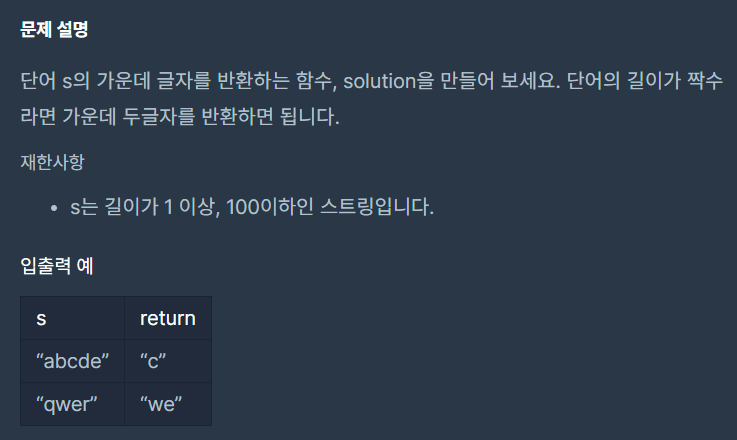 문제 설명
단어 s의 가운데 글자를 반환하는 함수, solution을 만들어 보세요. 단어의 길이가 짝수
라면 가운데 두글자를 반환하면 됩니다.
재한사항
• s는 길이가 1 이상, 100이하인 스트링입니다.
입출력 예
s return
“abcde” “c”
“qwer” “we”